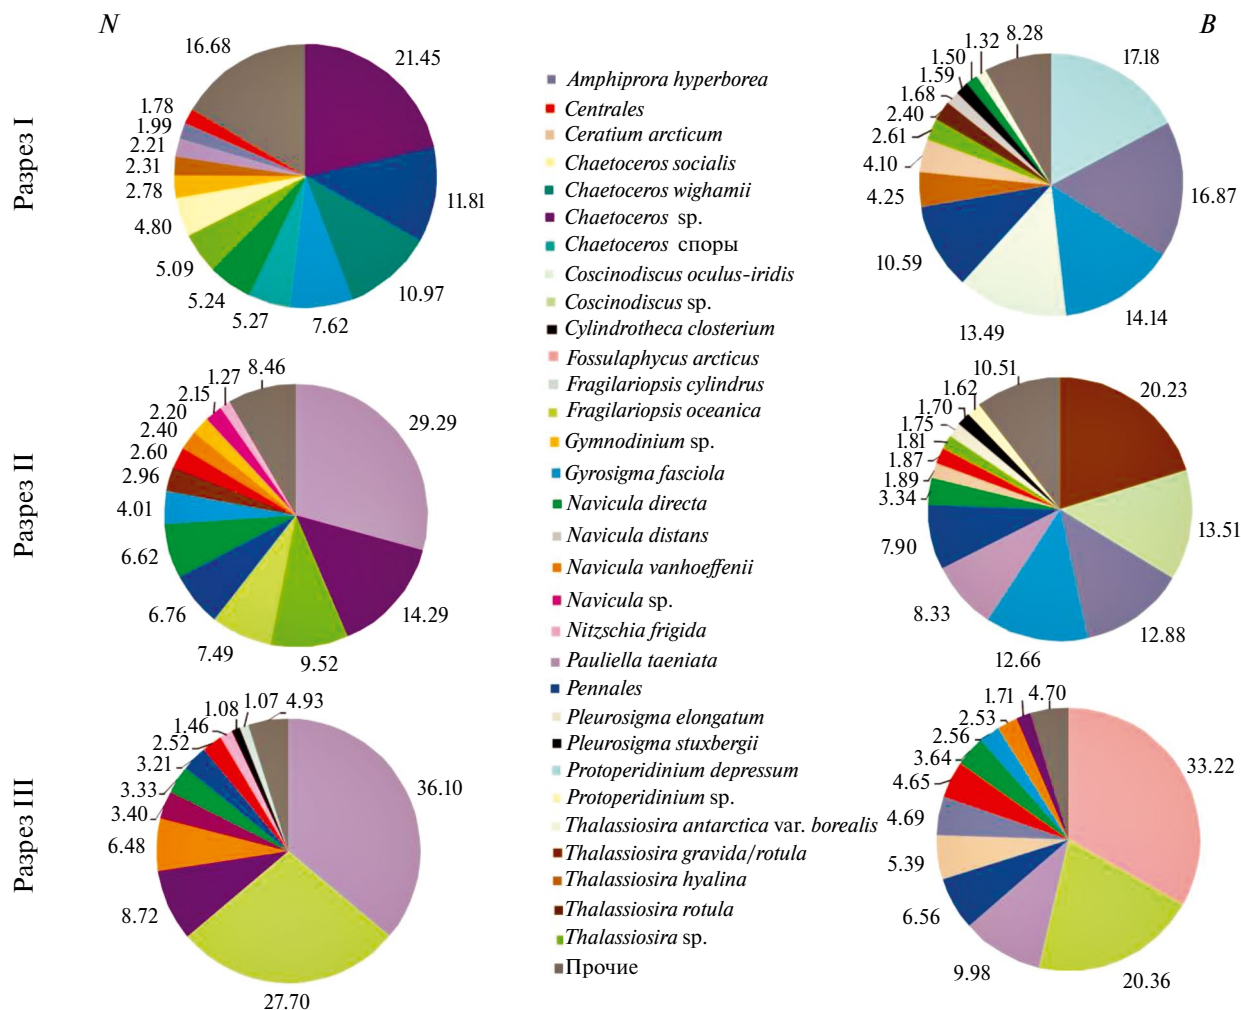 N
B
Разрез I
16.68
21.45
1.78
1.99
2.21
2.31
2.78
4.80
5.09
5.24
5.27
7.62
10.97
11.81
Разрез II
8.46
1.27
2.15
2.20
2.40
2.60
2.96
4.01
6.62
6.76
7.49
9.52
14.29
29.29
Разрез III
4.93
1.07
1.08
1.46
2.52
3.21
3.33
3.40
6.48
8.72
27.70
36.10
Amphiprora hyperborea
Centrales
Ceratium arcticum
Chaetoceros socialis
Chaetoceros wighamii
Chaetoceros sp.
Chaetoceros споры
Coscinodiscus oculus-iridis
Coscinodiscus sp.
Cylindrotheca closterium
Fossulaphycus arcticus
Fragilariopsis cylindrus
Fragilariopsis oceanica
Gymnodinium sp.
Gyrosigma fasciola
Navicula directa
Navicula distans
Navicula vanhoeffenii
Navicula sp.
Nitzschia frigida
Pauliella taeniata
Pennales
Pleurosigma elongatum
Pleurosigma stuxbergii
Protoperidinium depressum
Protoperidinium sp.
Thalassiosira antarctica var. borealis
Thalassiosira gravida/rotula
Thalassiosira hyalina
Thalassiosira rotula
Thalassiosira sp.
Прочие
8.28
1.32
1.50
1.59
1.68
2.40
2.61
4.10
4.25
10.59
13.49
14.14
16.87
17.18
10.51
1.62
1.70
1.75
1.81
1.87
1.89
3.34
7.90
8.33
12.66
12.88
13.51
20.23
4.70
1.71
2.53
2.56
3.64
4.65
4.69
5.39
6.56
9.98
20.36
33.22